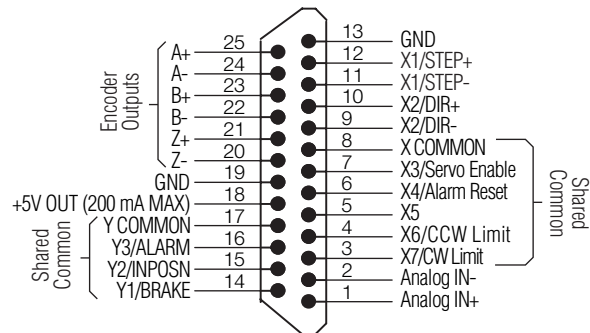 Encoder
Outputs
A+ 25
A- 24
B+ 23
B- 22
Z+ 21
Z- 20
GND 19
+5V OUT (200 mA MAX) 18
Shared
Common
Y COMMON 17
Y3/ALARM 16
Y2/INPOSN 15
Y1/BRAKE 14
13 GND
12 X1/STEP+
11 X1/STEP-
10 X2/DIR+
9 X2/DIR-
8 X COMMON
7 X3/Servo Enable
6 X4/Alarm Reset
5 X5
4 X6/CCW Limit
3 X7/CW Limit
2 Analog IN-
1 Analog IN+
Shared
Common